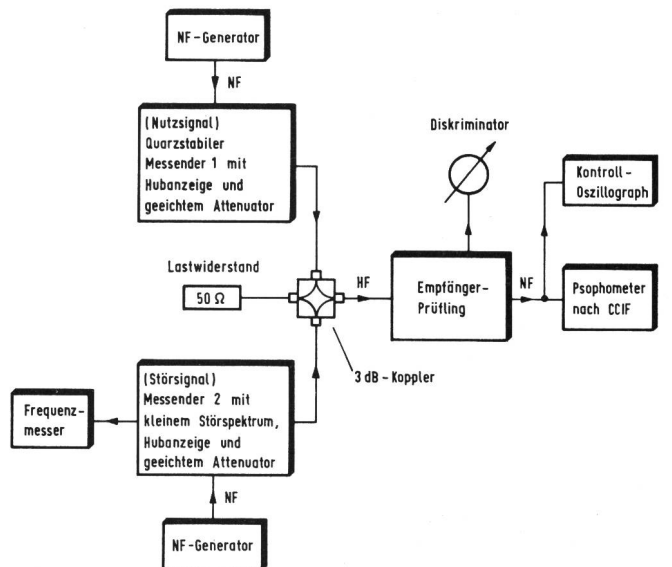 NF-Generator
NF
(Nutzsignal)
Quarzstabiler
Messender 1 mit
Hubanzeige und
geeichtem Attenuator
Diskriminator
Kontroll-
Oszillograph
Lastwiderstand
50 Ω
HF
Empfänger-
Prüfling
NF
Psophometer
nach CCIF
3 dB-Koppler
(Störsignal)
Messender 2 mit
kleinem Störspektrum,
Hubanzeige und
geeichtem Attenuator
Frequenz-
messer
NF
NF-Generator